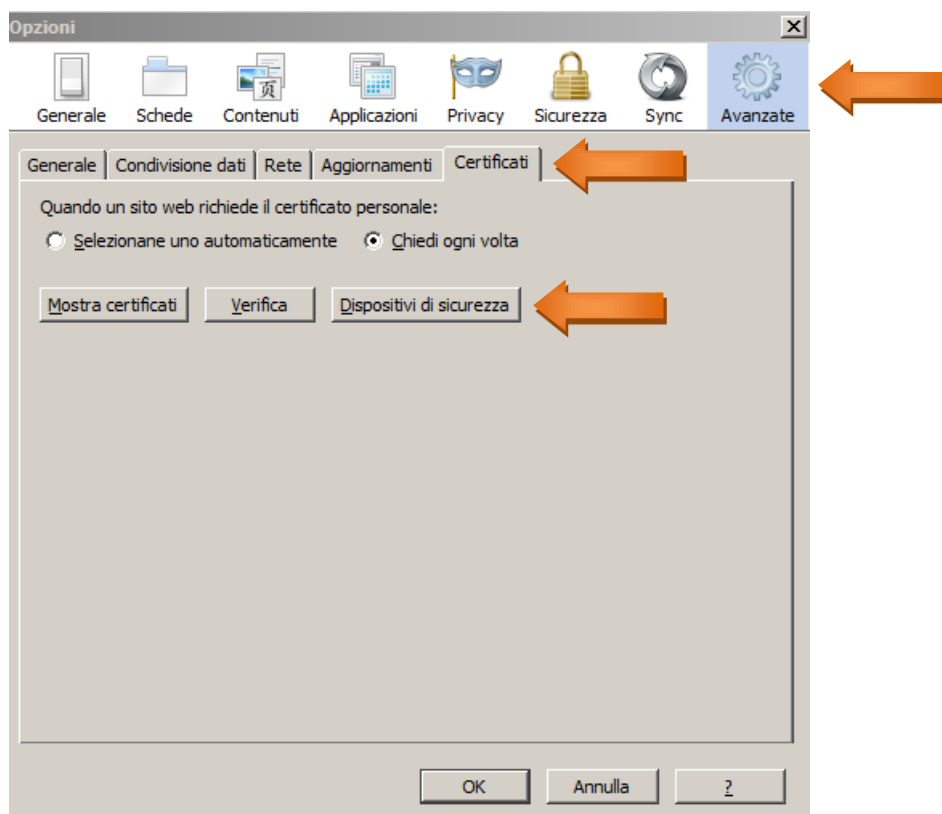 Opzioni
页
Generale Schede Contenuti Applicazioni Privacy Sicurezza Sync Avanzate
Generale Condivisione dati Rete Aggiornamenti Certificati
Quando un sito web richiede il certificato personale:
Selezionane uno automaticamente Chiedi ogni volta
Mostra certificati Verifica Dispositivi di sicurezza
OK Annulla ?